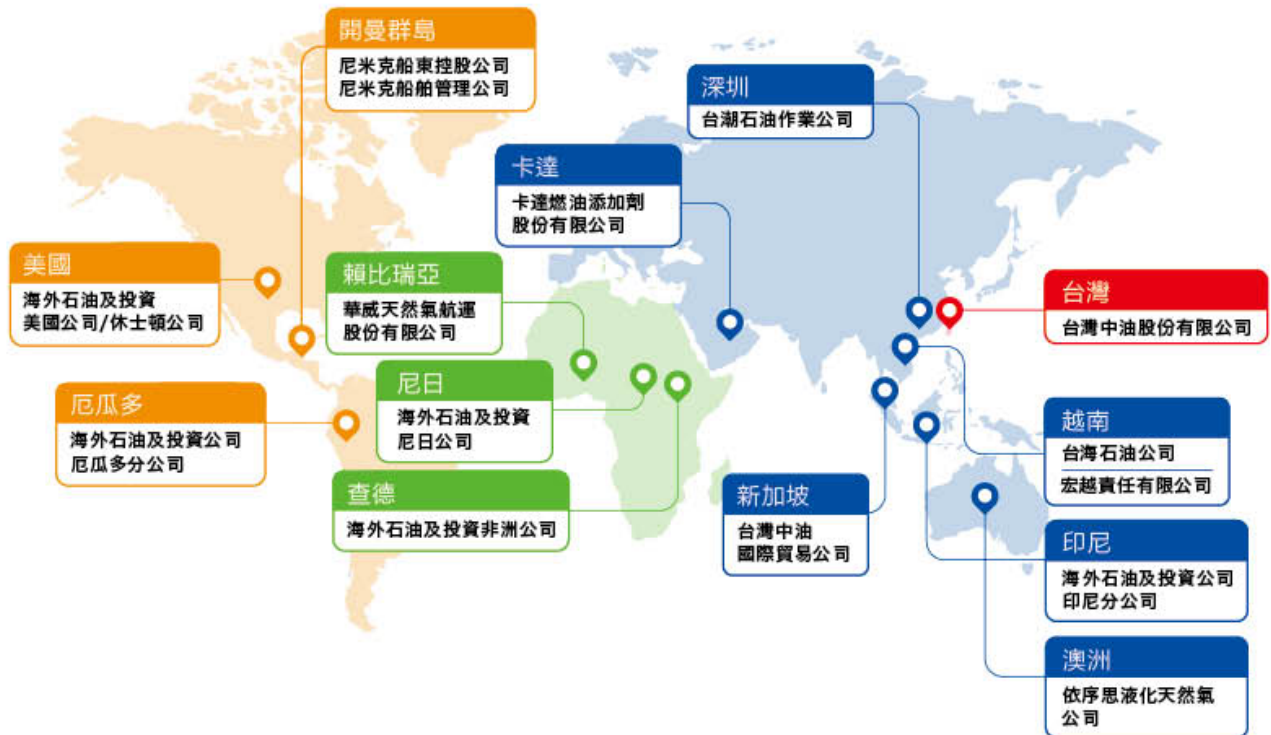 開曼群島
尼米克船東控股公司
尼米克船舶管理公司
深圳
台潮石油作業公司
卡達
卡達燃油添加劑
股份有限公司
美國
海外石油及投資
美國公司/休士頓公司
賴比瑞亞
華威天然氣航運
股份有限公司
台灣
台灣中油股份有限公司
尼日
海外石油及投資
尼日公司
厄瓜多
海外石油及投資公司
厄瓜多分公司
越南
台海石油公司
宏越責任有限公司
查德
海外石油及投資非洲公司
新加坡
台灣中油
國際貿易公司
印尼
海外石油及投資公司
印尼分公司
澳洲
依序思液化天然氣
公司